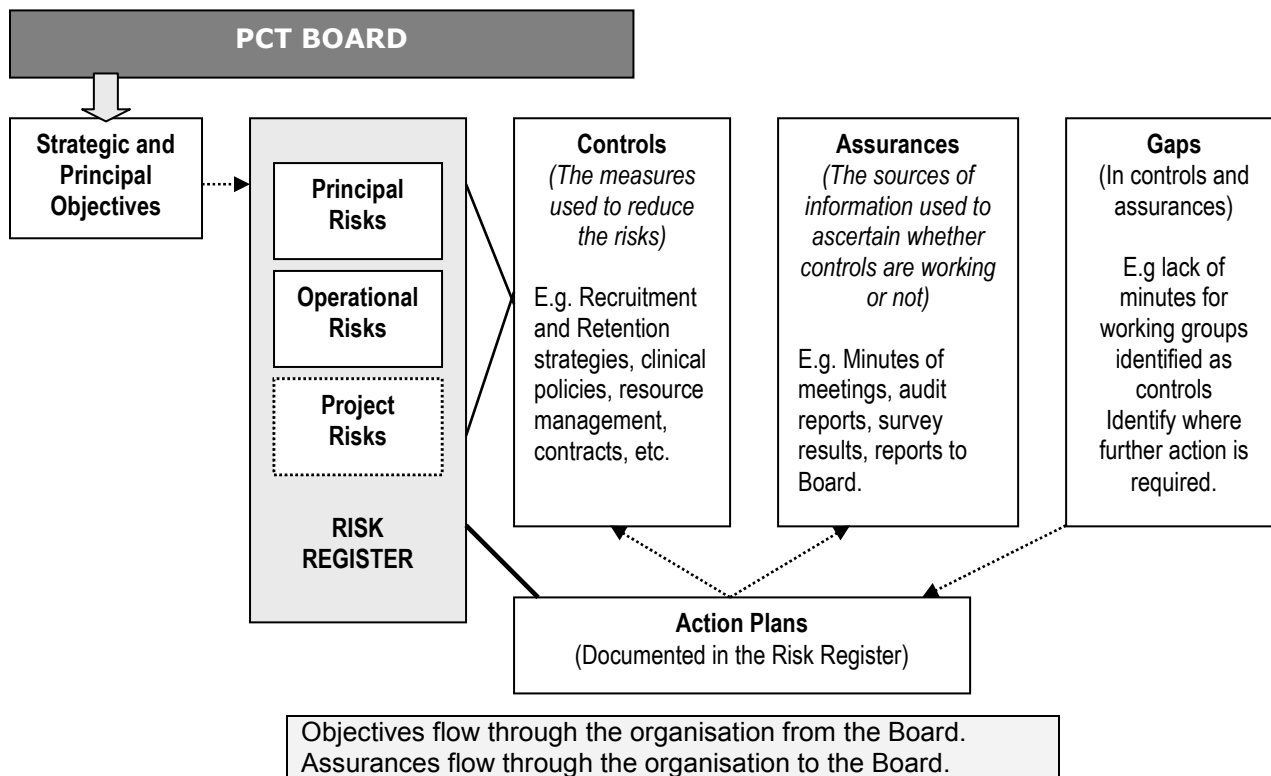 PCT BOARD
Strategic and
Principal
Objectives
Principal
Risks
Operational
Risks
Project
Risks
RISK
REGISTER
Controls
(The measures
used to reduce
the risks)
E.g. Recruitment
and Retention
strategies, clinical
policies, resource
management,
contracts, etc.
Assurances
(The sources of
information used to
ascertain whether
controls are working
or not)
E.g. Minutes of
meetings, audit
reports, survey
results, reports to
Board.
Gaps
(In controls and
assurances)
E.g lack of
minutes for
working groups
identified as
controls
Identify where
further action is
required.
Action Plans
(Documented in the Risk Register)
Objectives flow through the organisation from the Board.
Assurances flow through the organisation to the Board.